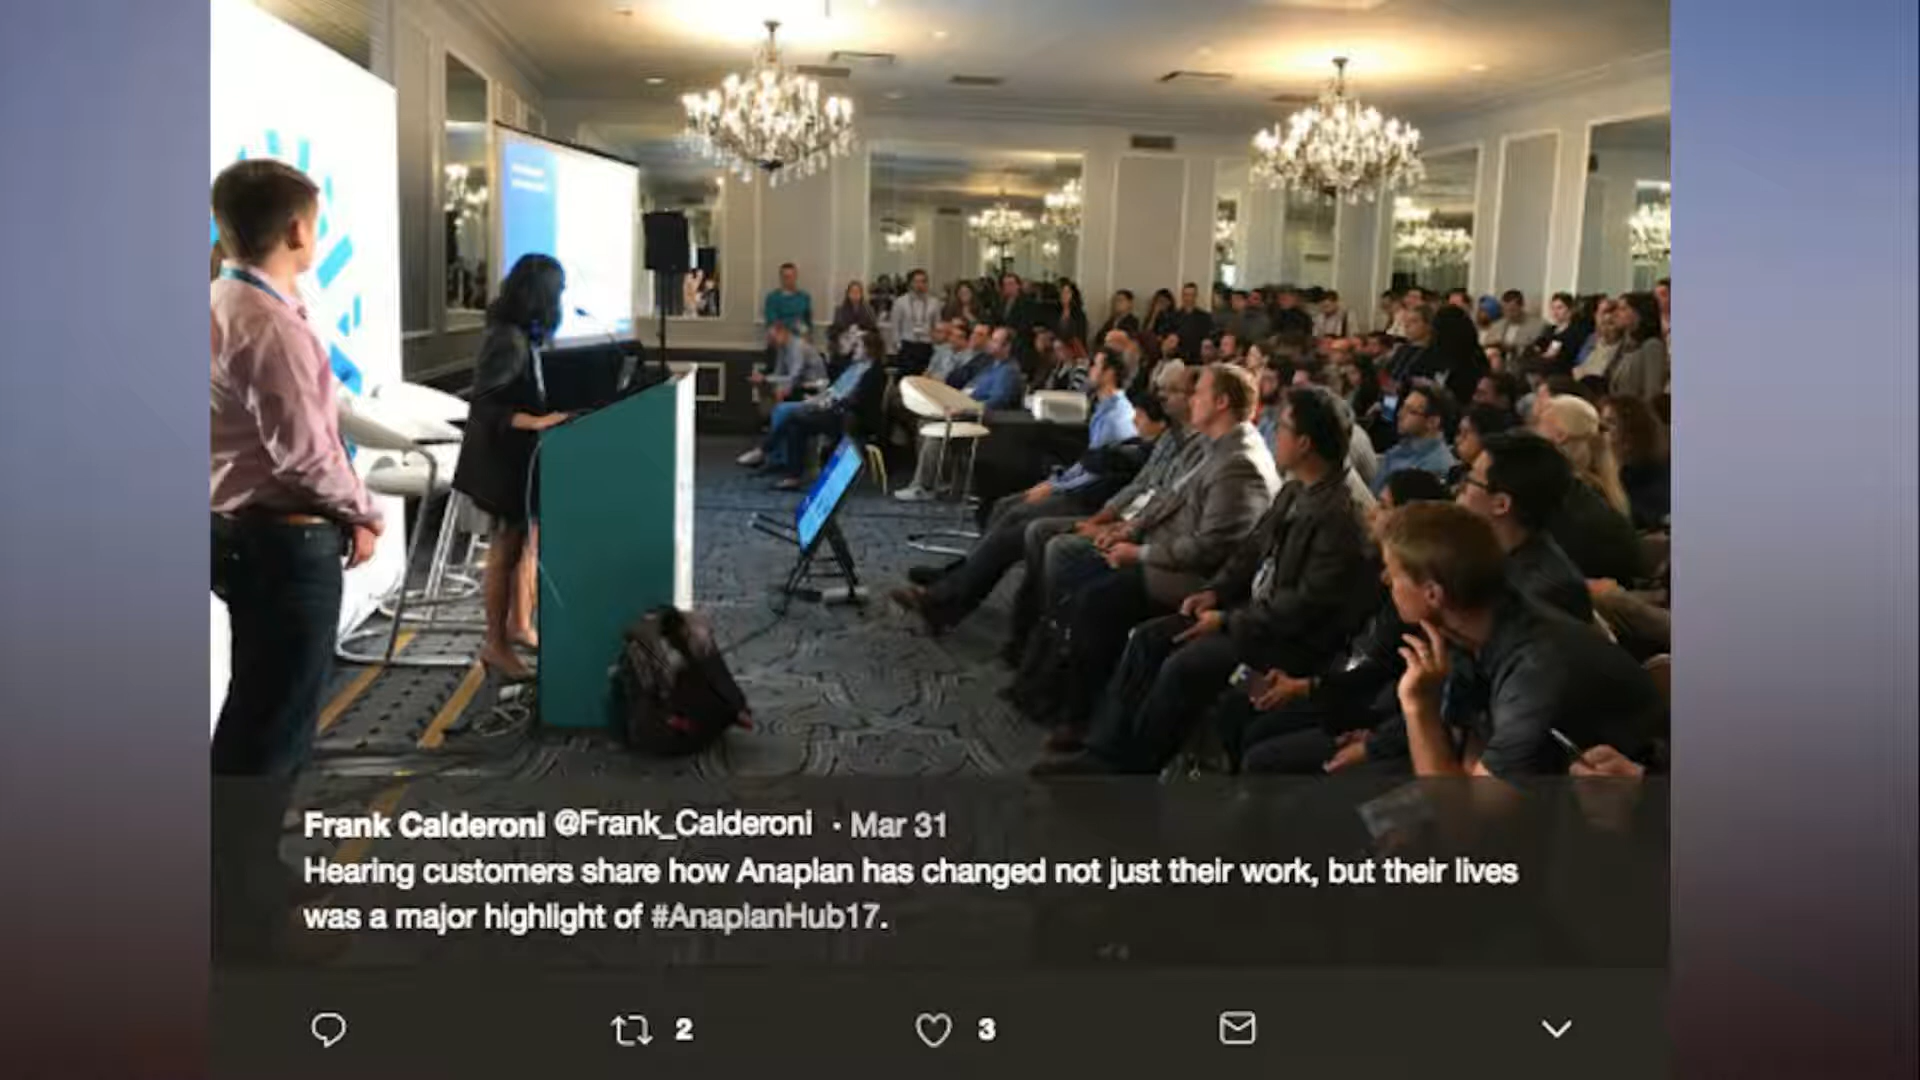 Frank Calderoni @Frank_Calderoni · Mar 31
Hearing customers share how Anaplan has changed not just their work, but their lives
was a major highlight of #AnaplanHub17.
2
3